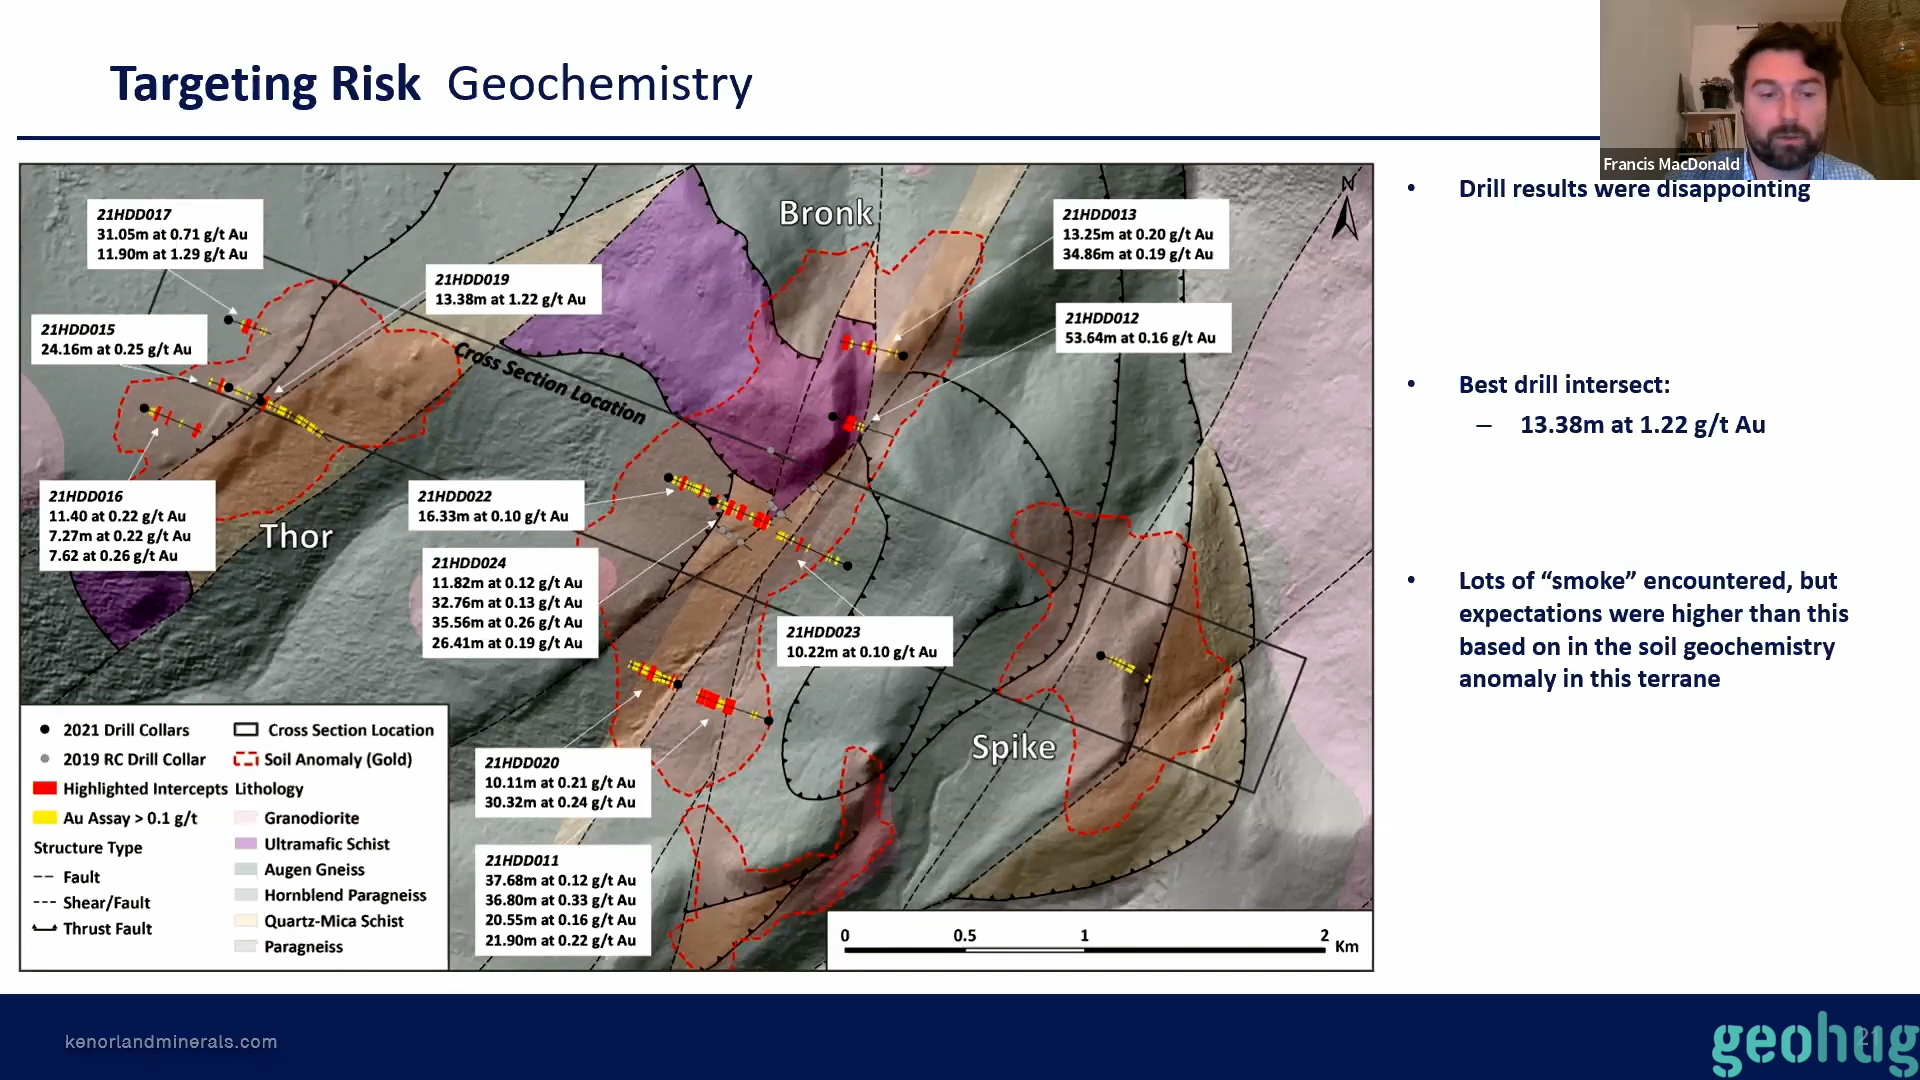 Targeting Risk Geochemistry
Francis MacDonald
21HDD017
31.05m at 0.71 g/t Au
11.90m at 1.29 g/t Au
21HDD019
13.38m at 1.22 g/t Au
21HDD015
24.16m at 0.25 g/t Au
Bronk
21HDD013
13.25m at 0.20 g/t Au
34.86m at 0.19 g/t Au
21HDD012
53.64m at 0.16 g/t Au
N
Cross Section Location
21HDD016
11.40 at 0.22 g/t Au
7.27m at 0.22 g/t Au
7.62 at 0.26 g/t Au
Thor
21HDD022
16.33m at 0.10 g/t Au
21HDD024
11.82m at 0.12 g/t Au
32.76m at 0.13 g/t Au
35.56m at 0.26 g/t Au
26.41m at 0.19 g/t Au
21HDD023
10.22m at 0.10 g/t Au
Spike
21HDD020
10.11m at 0.21 g/t Au
30.32m at 0.24 g/t Au
21HDD011
37.68m at 0.12 g/t Au
36.80m at 0.33 g/t Au
20.55m at 0.16 g/t Au
21.90m at 0.22 g/t Au
2021 Drill Collars
2019 RC Drill Collar
Highlighted Intercepts
Au Assay > 0.1 g/t
Structure Type
Fault
Shear/Fault
Thrust Fault
Cross Section Location
Soil Anomaly (Gold)
Lithology
Granodiorite
Ultramafic Schist
Augen Gneiss
Hornblend Paragneiss
Quartz-Mica Schist
Paragneiss
0 0.5 1 2 Km
• Drill results were disappointing
• Best drill intersect:
– 13.38m at 1.22 g/t Au
• Lots of “smoke” encountered, but
expectations were higher than this
based on in the soil geochemistry
anomaly in this terrane
kenorlandminerals.com
geohug
21